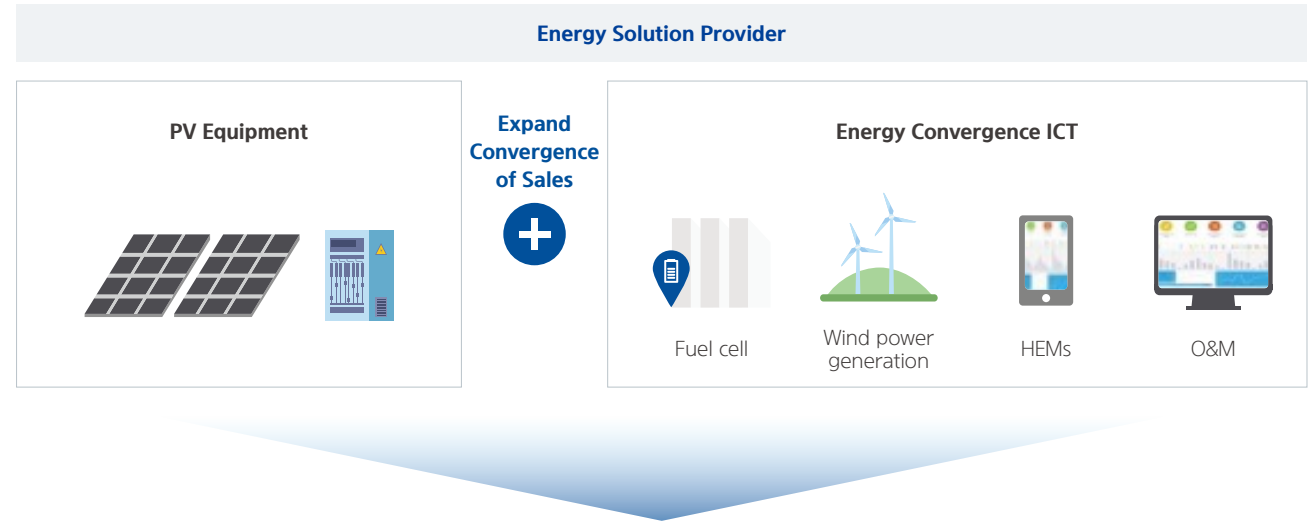 Energy Solution Provider
PV Equipment
Expand
Convergence
of Sales
Energy Convergence ICT
Fuel cell
Wind power
generation
HEMs
O&M